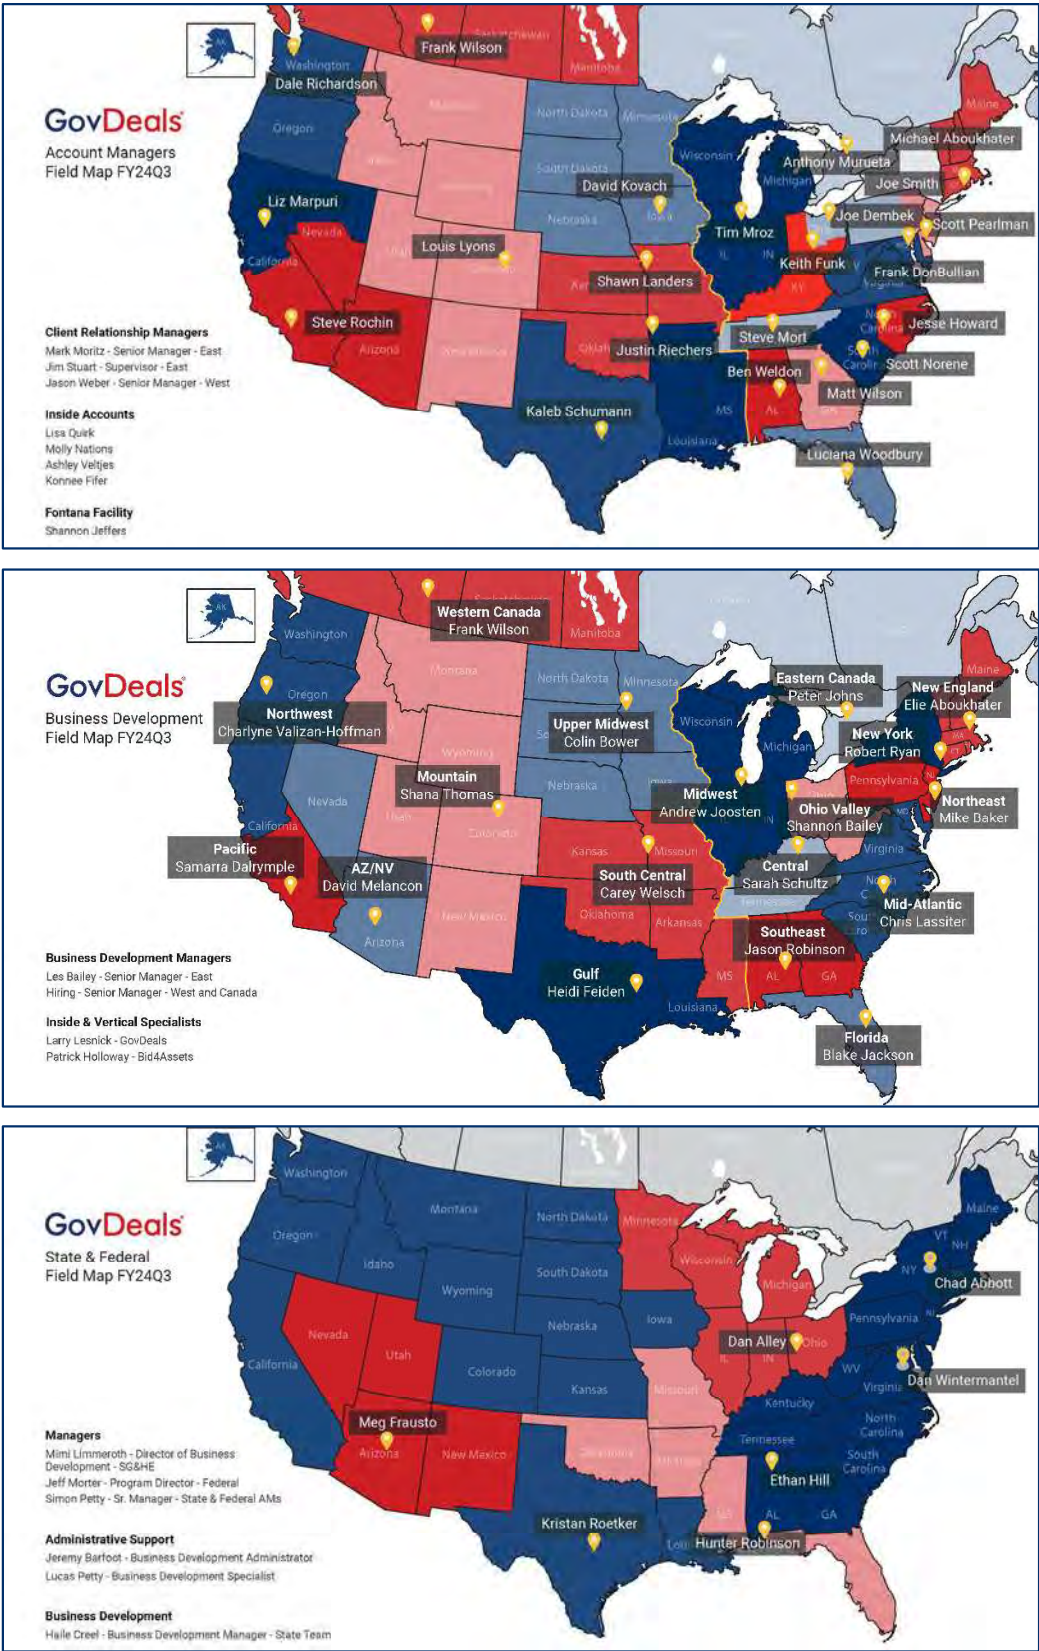 GovDeals
Account Managers
Field Map FY24Q3
Client Relationship Managers
Mark Moritz - Senior Manager - East
Jim Stuart - Supervisor - East
Jason Weber - Senior Manager - West
Inside Accounts
Lisa Quirk
Molly Nations
Ashley Veltjes
Konnee Fifer
Fontana Facility
Shannon Jeffers
Frank Wilson
Manitoba
Washington
Dale Richardson
Oregon
North Dakota
Minnesota
South Dakota
Nebraska
Iowa
Wisconsin
Michigan
Maine
Michael Aboukhater
Anthony Murueta
Joe Smith
David Kovach
Joe Dembek
Scott Pearlman
Liz Marpuri
Nevada
California
Louis Lyons
Tim Mroz
IL
IN
Keith Funk
Frank DonBullian
Virginia
Shawn Landers
KY
Steve Rochin
Arizona
Justin Riechers
Steve Mort
Jesse Howard
Scott Norene
Ben Weldon
Matt Wilson
Kaleb Schumann
MS
AL
GA
Louisiana
Luciana Woodbury
GovDeals
Business Development
Field Map FY24Q3
Business Development Managers
Les Bailey - Senior Manager - East
Hiring - Senior Manager - West and Canada
Inside & Vertical Specialists
Larry Lesnick - GovDeals
Patrick Holloway - Bid4Assets
AK
Western Canada
Frank Wilson
Manitoba
Washington
Montana
North Dakota
Minnesota
Maine
Eastern Canada
Peter Johns
New England
Elie Aboukhater
Oregon
Northwest
Charlyne Valizan-Hoffman
Upper Midwest
Colin Bower
Wisconsin
Michigan
New York
Robert Ryan
MA
CT
Wyoming
Mountain
Shana Thomas
Nebraska
Iowa
Midwest
Andrew Joosten
IN
Pennsylvania
NJ
Ohio Valley
Shannon Bailey
Northeast
Mike Baker
MD
Nevada
Utah
Colorado
California
Pacific
Samarra Dalrymple
AZ/NV
David Melancon
Kansas
Missouri
South Central
Carey Welsch
Central
Sarah Schultz
Virginia
Tennessee
Mid-Atlantic
Chris Lassiter
Arizona
New Mexico
Oklahoma
Arkansas
Southeast
Jason Robinson
MS
AL
GA
Gulf
Heidi Feiden
Louisiana
Florida
Blake Jackson
GovDeals
State & Federal
Field Map FY24Q3
Managers
Mimi Limmeroth - Director of Business
Development - SG&HE
Jeff Morter - Program Director - Federal
Simon Petty - Sr. Manager - State & Federal AMs
Administrative Support
Jeremy Barfoot - Business Development Administrator
Lucas Petty - Business Development Specialist
Business Development
Haile Creel - Business Development Manager - State Team
AK
Washington
Montana
North Dakota
Minnesota
Maine
Oregon
Idaho
South Dakota
Wisconsin
Michigan
VT
NH
NY
Chad Abbott
Wyoming
Nebraska
Iowa
Pennsylvania
NJ
Nevada
Utah
California
Colorado
Kansas
Missouri
IL
IN
Dan Alley
Ohio
WV
Virginia
Dan Wintermantel
Kentucky
Meg Frausto
Arizona
New Mexico
Oklahoma
Tennessee
North
Carolina
South
Carolina
Ethan Hill
AL
GA
Kristan Roetker
Hunter Robinson